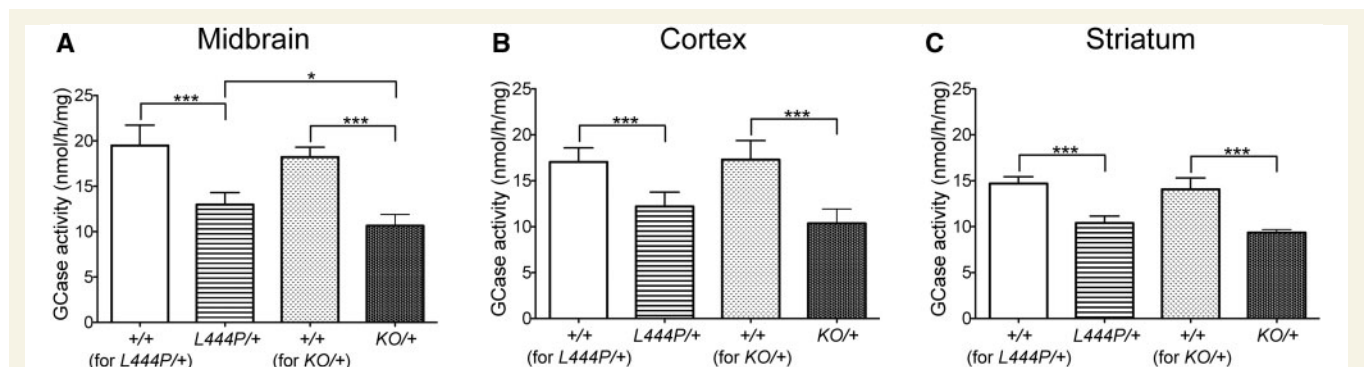 A Midbrain
GCase activity (nmol/h/mg)
25
20
15
10
5
0
***
*
***
+/+ L444P/+ +/+ KO/+
(for L444P/+) (for KO/+)
B Cortex
GCase activity (nmol/h/mg)
25
20
15
10
5
0
***
***
+/+ L444P/+ +/+ KO/+
(for L444P/+) (for KO/+)
C Striatum
GCase activity (nmol/h/mg)
25
20
15
10
5
0
***
***
+/+ L444P/+ +/+ KO/+
(for L444P/+) (for KO/+)